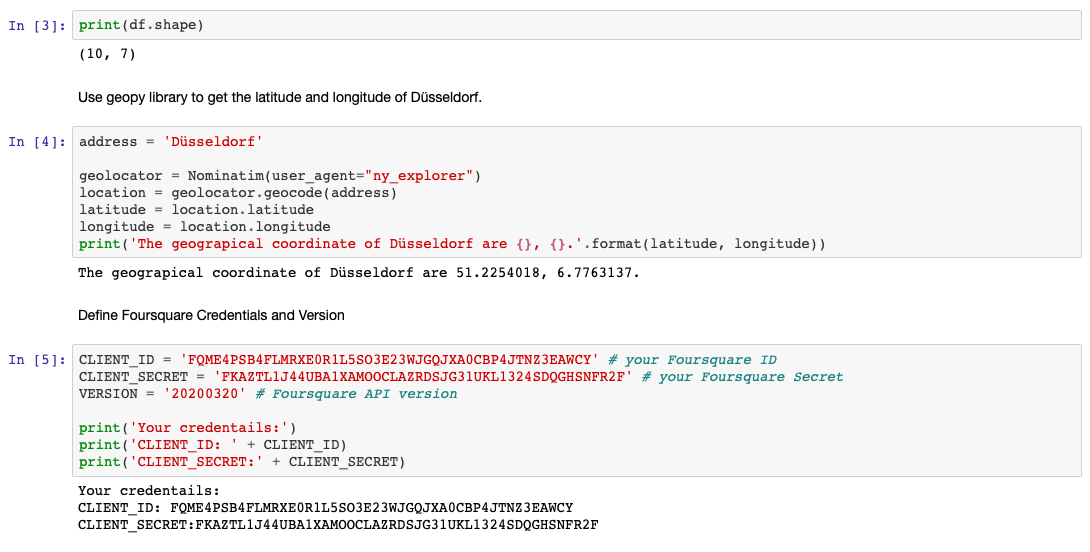 In [3]: print(df.shape)
(10, 7)
Use geopy library to get the latitude and longitude of Düsseldorf.
In [4]: address = 'Düsseldorf'
geolocator = Nominatim(user_agent="ny_explorer")
location = geolocator.geocode(address)
latitude = location.latitude
longitude = location.longitude
print('The geograpical coordinate of Düsseldorf are {}, {}.'.format(latitude, longitude))
The geograpical coordinate of Düsseldorf are 51.2254018, 6.7763137.
Define Foursquare Credentials and Version
In [5]: CLIENT_ID = 'FQME4PSB4FLMRXE0R1L5SO3E23WJGQJXA0CBP4JTNZ3EAWCY' # your Foursquare ID
CLIENT_SECRET = 'FKAZTL1J44UBA1XAMOOCLAZRDSJG31UKL1324SDQGHSNFR2F' # your Foursquare Secret
VERSION = '20200320' # Foursquare API version
print('Your credentails:')
print('CLIENT_ID: ' + CLIENT_ID)
print('CLIENT_SECRET:' + CLIENT_SECRET)
Your credentails:
CLIENT_ID: FQME4PSB4FLMRXE0R1L5SO3E23WJGQJXA0CBP4JTNZ3EAWCY
CLIENT_SECRET:FKAZTL1J44UBA1XAMOOCLAZRDSJG31UKL1324SDQGHSNFR2F